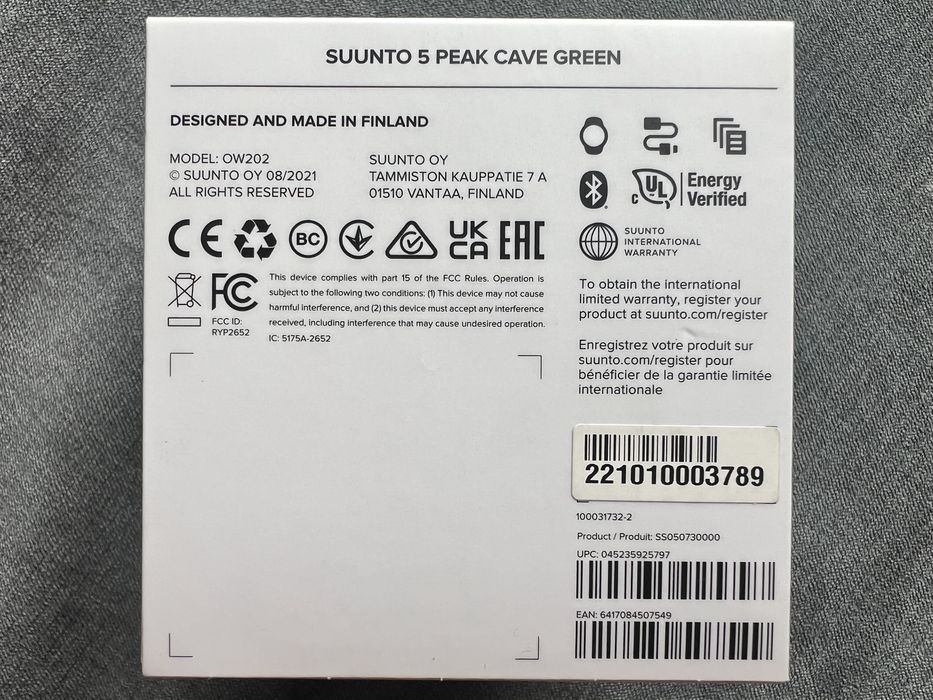 SUUNTO 5 PEAK CAVE GREEN
DESIGNED AND MADE IN FINLAND
MODEL: OW202
© SUUNTO OY 08/2021
ALL RIGHTS RESERVED
SUUNTO OY
TAMMISTON KAUPPATIE 7 A
01510 VANTAA, FINLAND
CE
BC
UK
CA
EAC
FC
FCC ID:
RYP2652
This device complies with part 15 of the FCC Rules. Operation is
subject to the following two conditions: (1) This device may not cause
harmful interference, and (2) this device must accept any interference
received, including interference that may cause undesired operation.
IC: 5175A-2652
c UL Energy
Verified
SUUNTO
INTERNATIONAL
WARRANTY
To obtain the international
limited warranty, register your
product at suunto.com/register
Enregistrez votre produit sur
suunto.com/register pour
bénéficier de la garantie limitée
internationale
221010003789
100031732-2
Product / Produit: SS050730000
UPC: 045235925797
EAN: 6417084507549